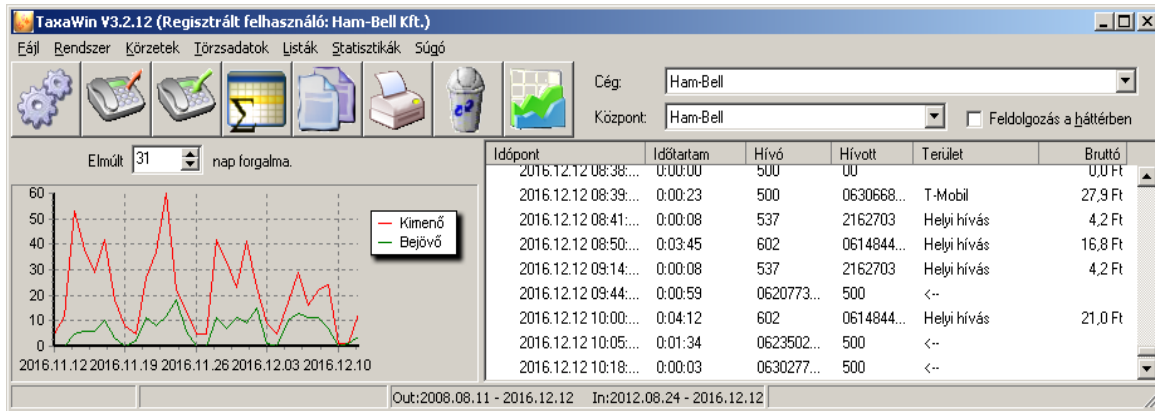 TaxaWin V3.2.12 (Regisztrált felhasználó: Ham-Bell Kft.)
Fájl Rendszer Körzetek Törzsadatok Listák Statisztikák Súgó
Cég: Ham-Bell
Központ: Ham-Bell Feldolgozás a háttérben
Elmúlt 31 nap forgalma.
60
50
40
30
20
10
0
Kimenő
Bejövő
2016.11.12 2016.11.19 2016.11.26 2016.12.03 2016.12.10
Időpont Időtartam Hívó Hívott Terület Bruttó
2016.12.12 08:38:... 0:00:00 500 00 0,0 Ft
2016.12.12 08:39:... 0:00:23 500 0630668... T-Mobil 27,9 Ft
2016.12.12 08:41:... 0:00:08 537 2162703 Helyi hívás 4,2 Ft
2016.12.12 08:50:... 0:03:45 602 0614844... Helyi hívás 16,8 Ft
2016.12.12 09:14:... 0:00:08 537 2162703 Helyi hívás 4,2 Ft
2016.12.12 09:44:... 0:00:59 0620773... 500 <--
2016.12.12 10:00:... 0:04:12 602 0614844... Helyi hívás 21,0 Ft
2016.12.12 10:05:... 0:01:34 0623502... 500 <--
2016.12.12 10:18:... 0:00:03 0630277... 500 <--
Out:2008.08.11 - 2016.12.12 In:2012.08.24 - 2016.12.12